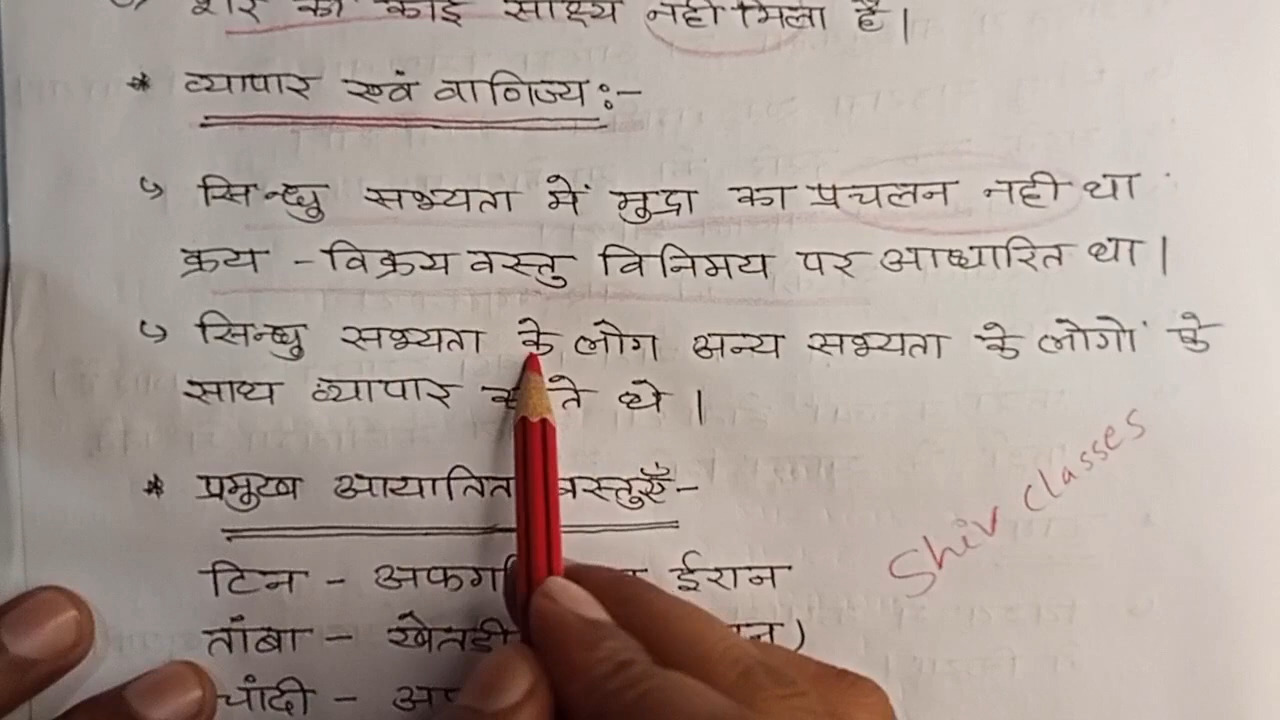 शेर का कोई साक्ष्य नही मिला है।
* व्यापार एवं वाणिज्य :-
↳ सिन्धु सभ्यता में मुद्रा का प्रचलन नही था
क्रय - विक्रय वस्तु विनिमय पर आधारित था।
↳ सिन्धु सभ्यता के लोग अन्य सभ्यता के लोगों के
साथ व्यापार करते थे।
* प्रमुख आयातित वस्तुएँ -
टिन - ईरान
तांबा - खेतडी
चांदी -
Shiv classes